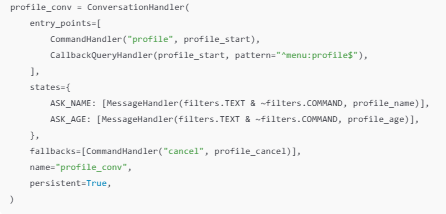 profile_conv = ConversationHandler(
    entry_points=[
        CommandHandler("profile", profile_start),
        CallbackQueryHandler(profile_start, pattern="^menu:profile$"),
    ],
    states={
        ASK_NAME: [MessageHandler(filters.TEXT & ~filters.COMMAND, profile_name)],
        ASK_AGE: [MessageHandler(filters.TEXT & ~filters.COMMAND, profile_age)],
    },
    fallbacks=[CommandHandler("cancel", profile_cancel)],
    name="profile_conv",
    persistent=True,
)